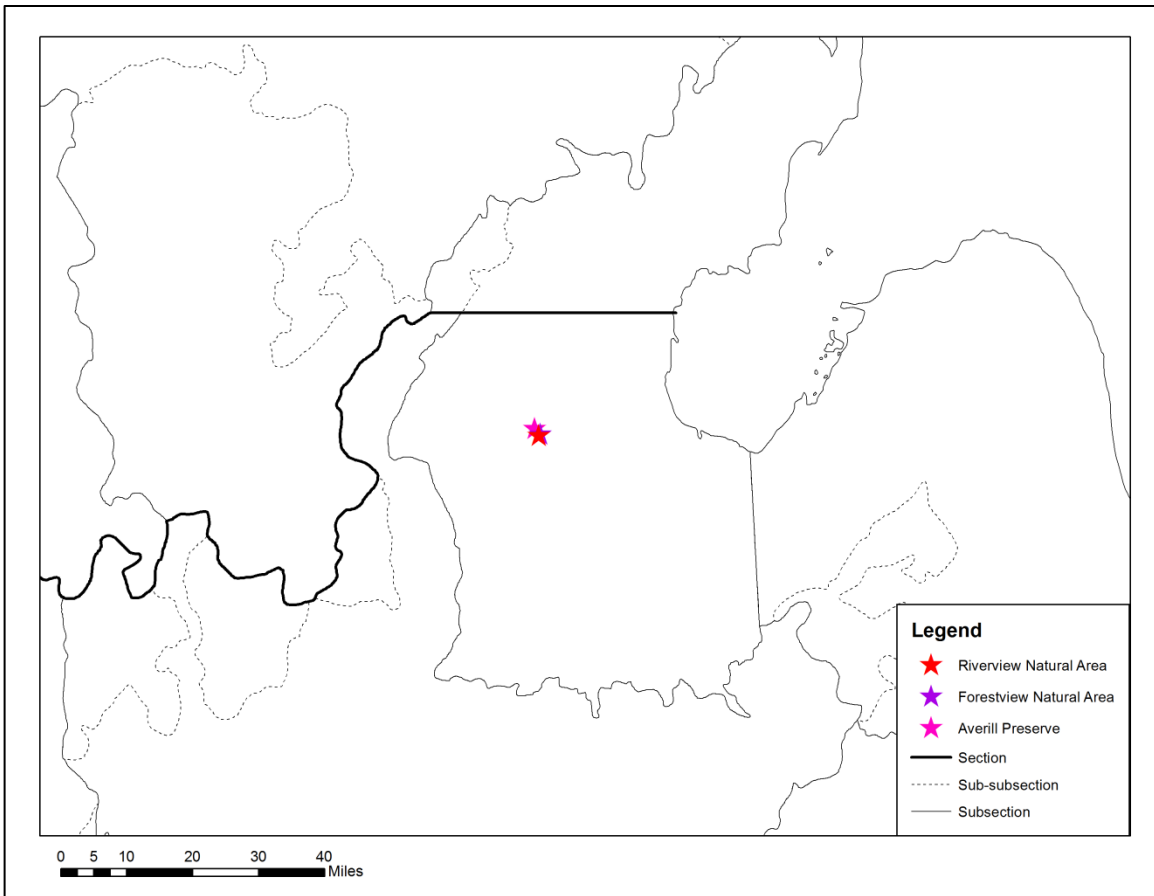 Legend
Riverview Natural Area
Forestview Natural Area
Averill Preserve
Section
Sub-subsection
Subsection
0 5 10 20 30 40
Miles